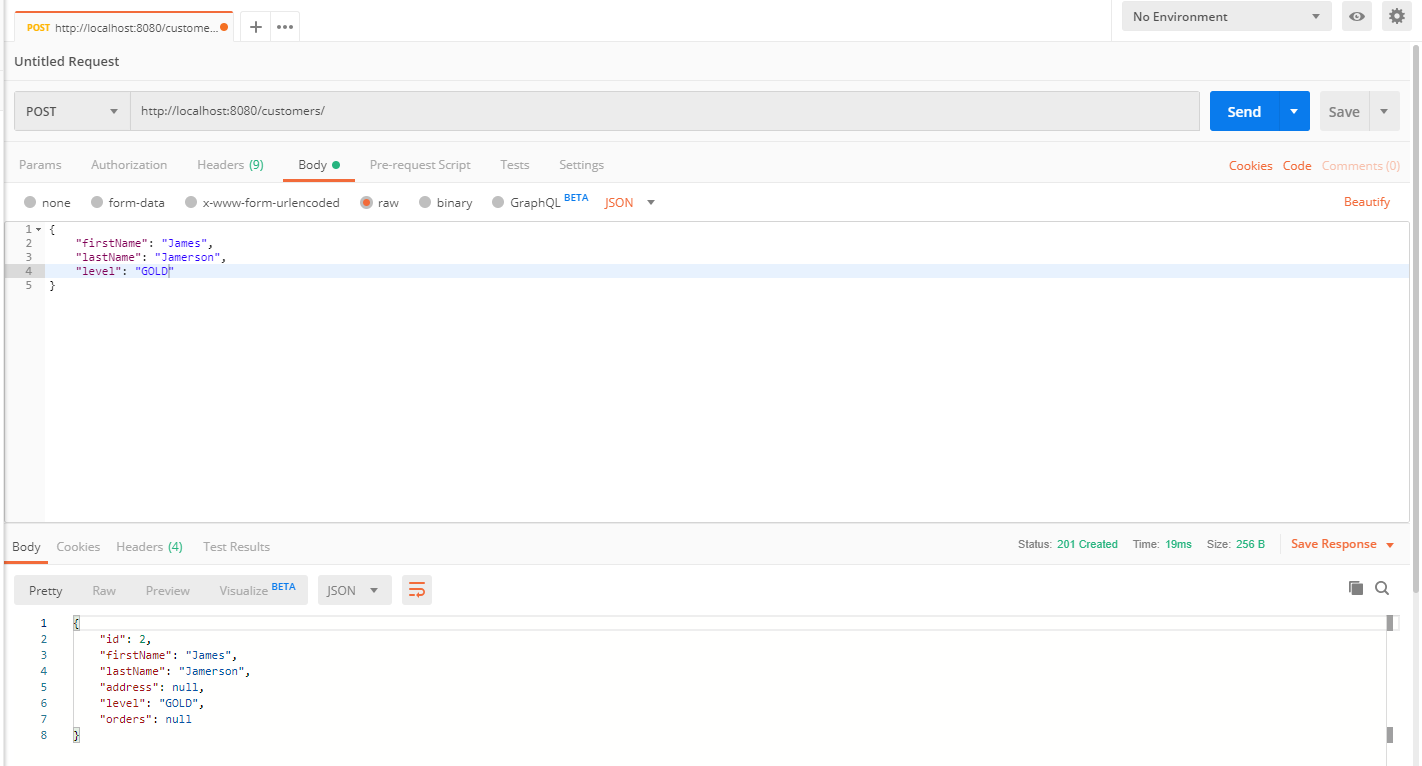 POST http://localhost:8080/custome... + ••• No Environment
Untitled Request
POST http://localhost:8080/customers/ Send Save
Params Authorization Headers (9) Body Pre-request Script Tests Settings Cookies Code Comments (0)
none form-data x-www-form-urlencoded raw binary GraphQL BETA JSON Beautify
1 {
2 "firstName": "James",
3 "lastName": "Jamerson",
4 "level": "GOLD"
5 }
Body Cookies Headers (4) Test Results Status: 201 Created Time: 19ms Size: 256 B Save Response
Pretty Raw Preview Visualize BETA JSON
1 {
2 "id": 2,
3 "firstName": "James",
4 "lastName": "Jamerson",
5 "address": null,
6 "level": "GOLD",
7 "orders": null
8 }